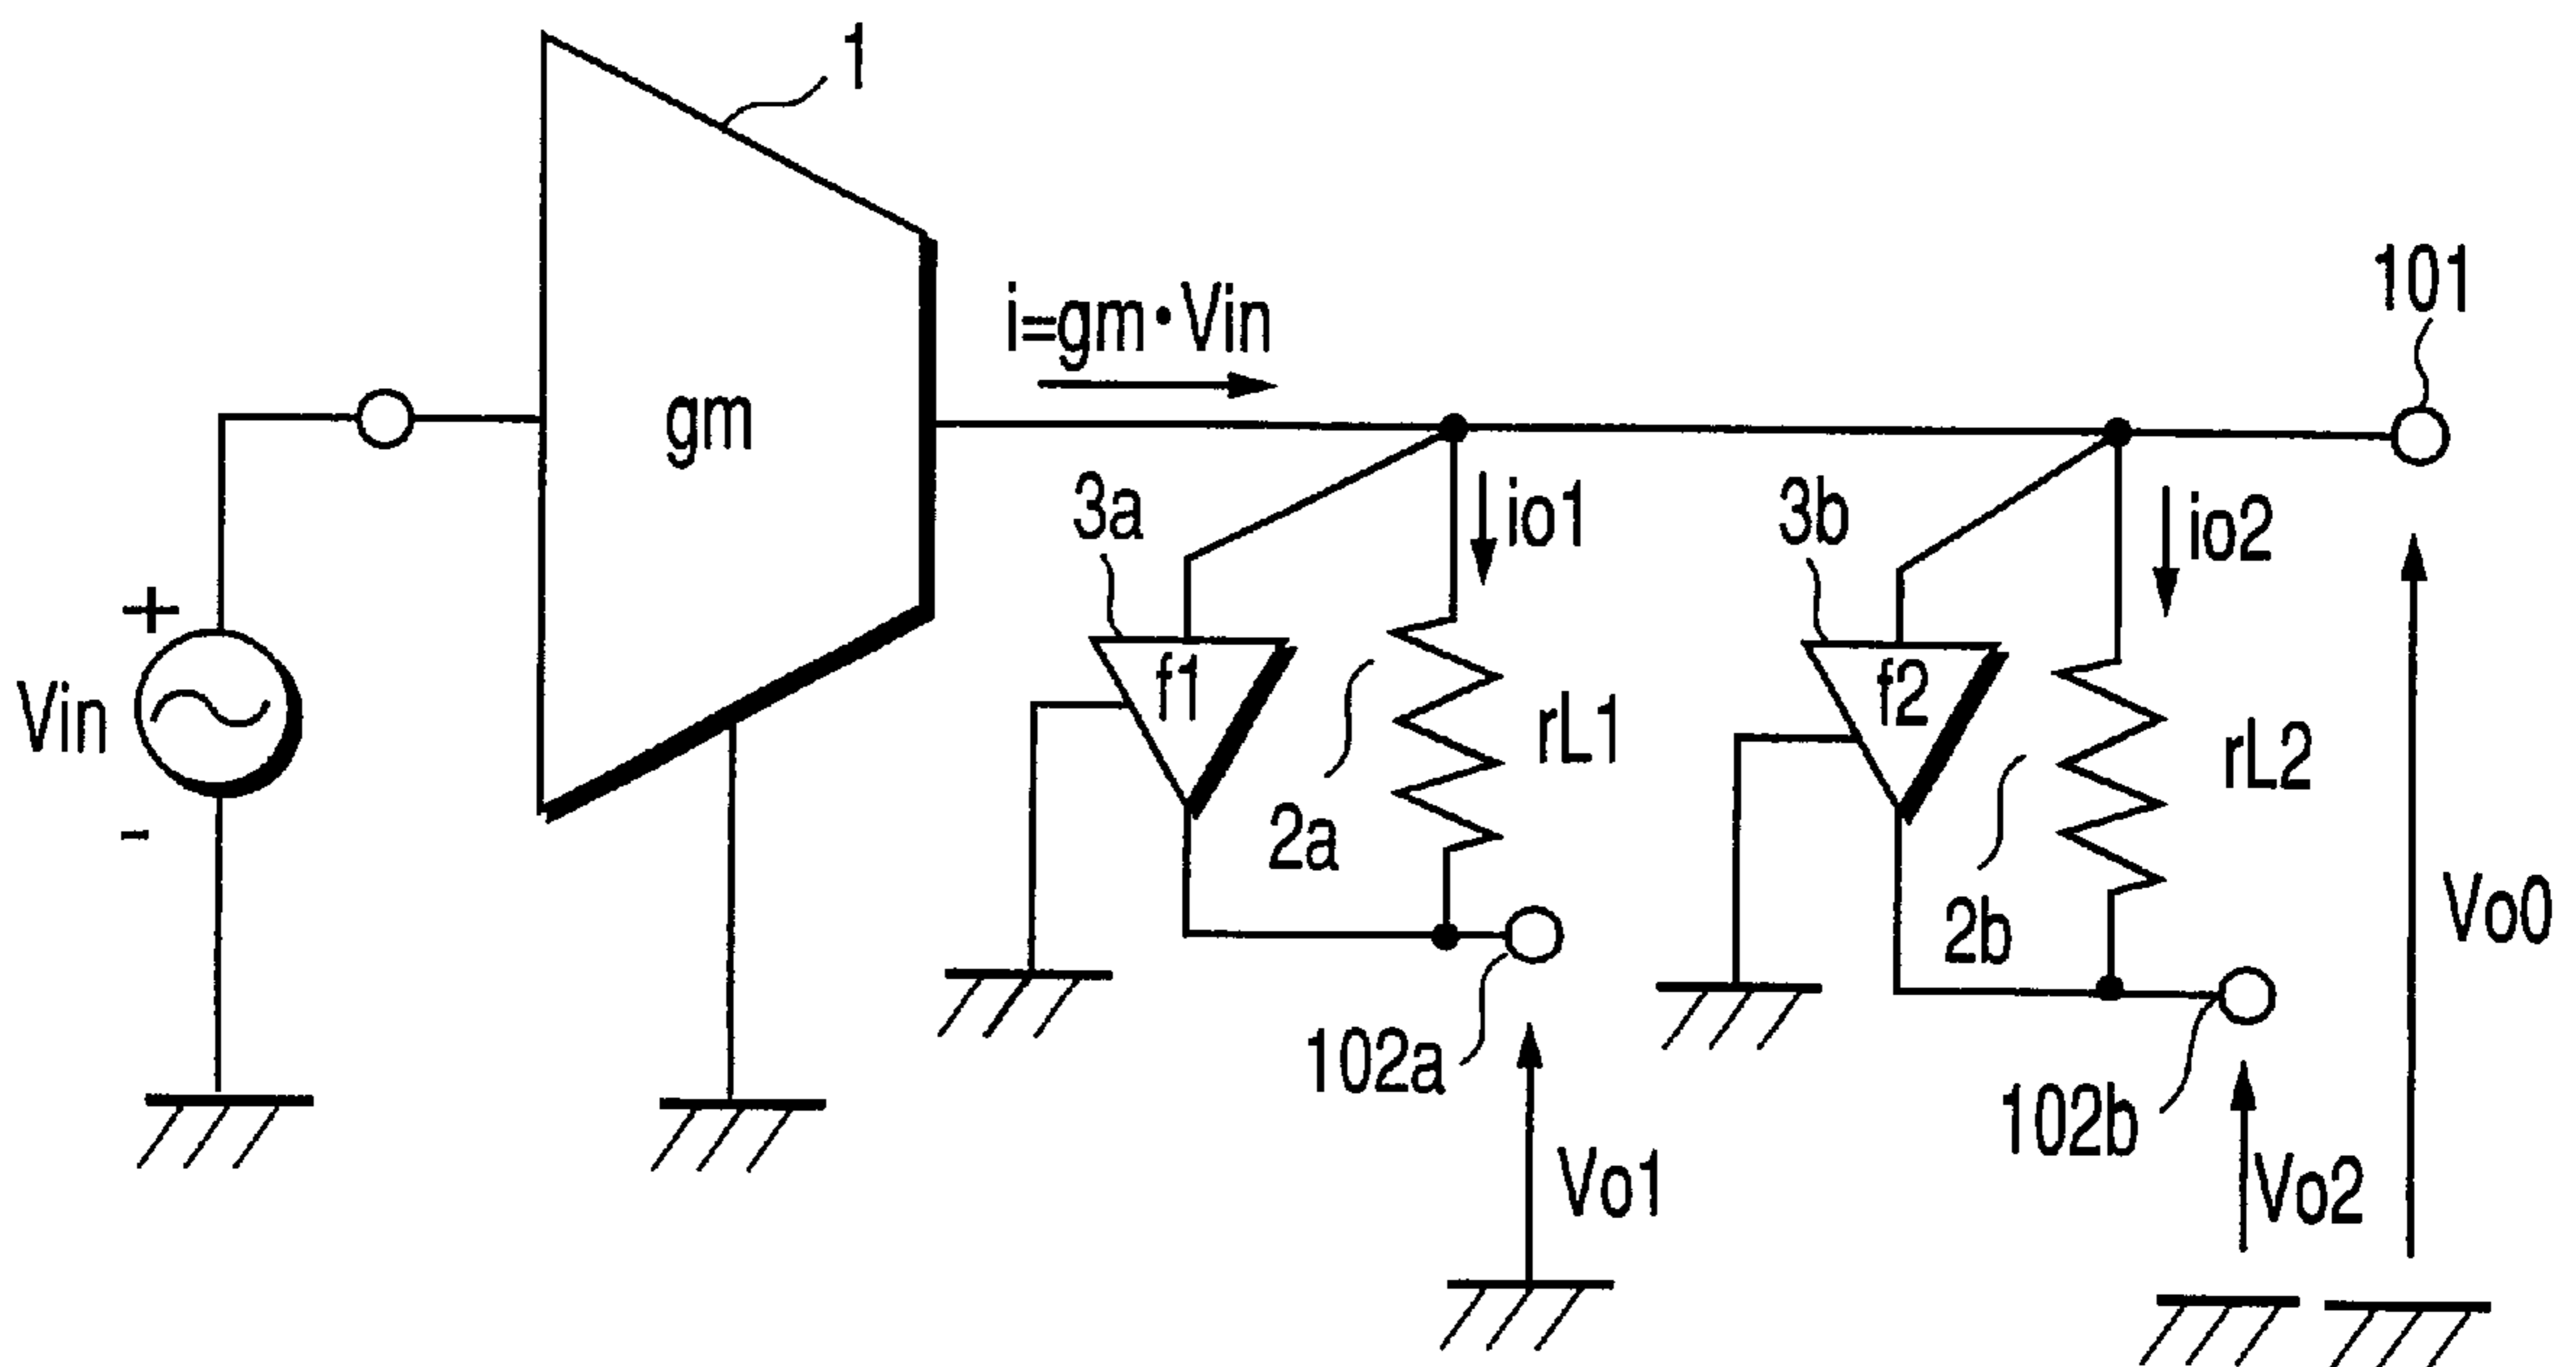 1
101
i=gm•Vin
gm
3a
io1
3b
io2
+
f1
f2
Vin
rL1
rL2
-
2a
2b
Vo0
102a
102b
Vo1
Vo2